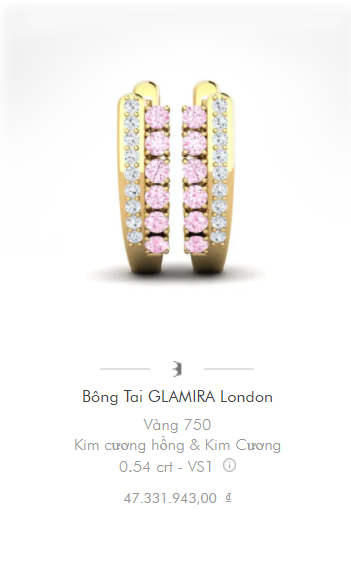 Bông Tai GLAMIRA London
Vàng 750
Kim cương hồng & Kim Cương
0.54 crt - VS1
47.331.943,00 ₫